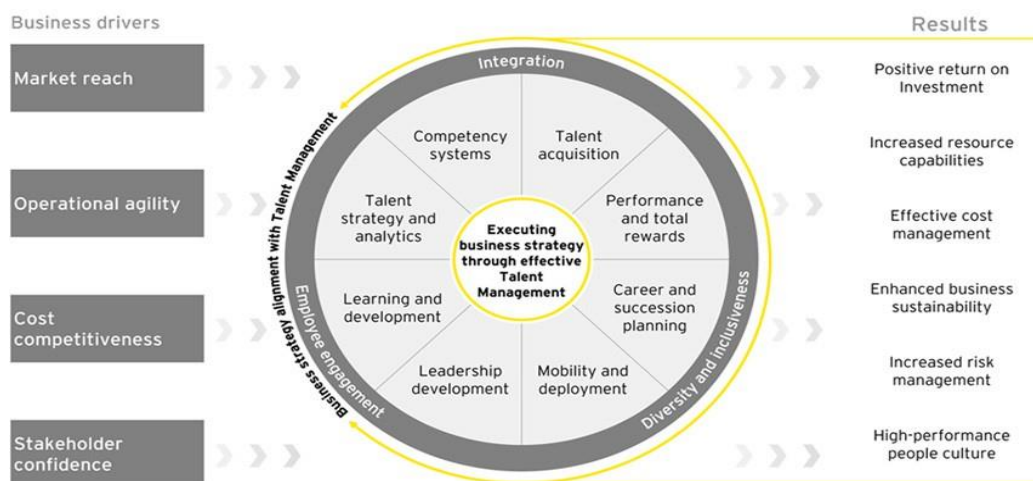 Business drivers
Market reach
Operational agility
Cost
competitiveness
Stakeholder
confidence
Business strategy alignment with Talent Management
Integration
Employee engagement
Diversity and inclusiveness
Competency
systems
Talent
acquisition
Talent
strategy and
analytics
Performance
and total
rewards
Executing
business strategy
through effective
Talent
Management
Learning and
development
Career and
succession
planning
Leadership
development
Mobility and
deployment
Results
Positive return on
Investment
Increased resource
capabilities
Effective cost
management
Enhanced business
sustainability
Increased risk
management
High-performance
people culture